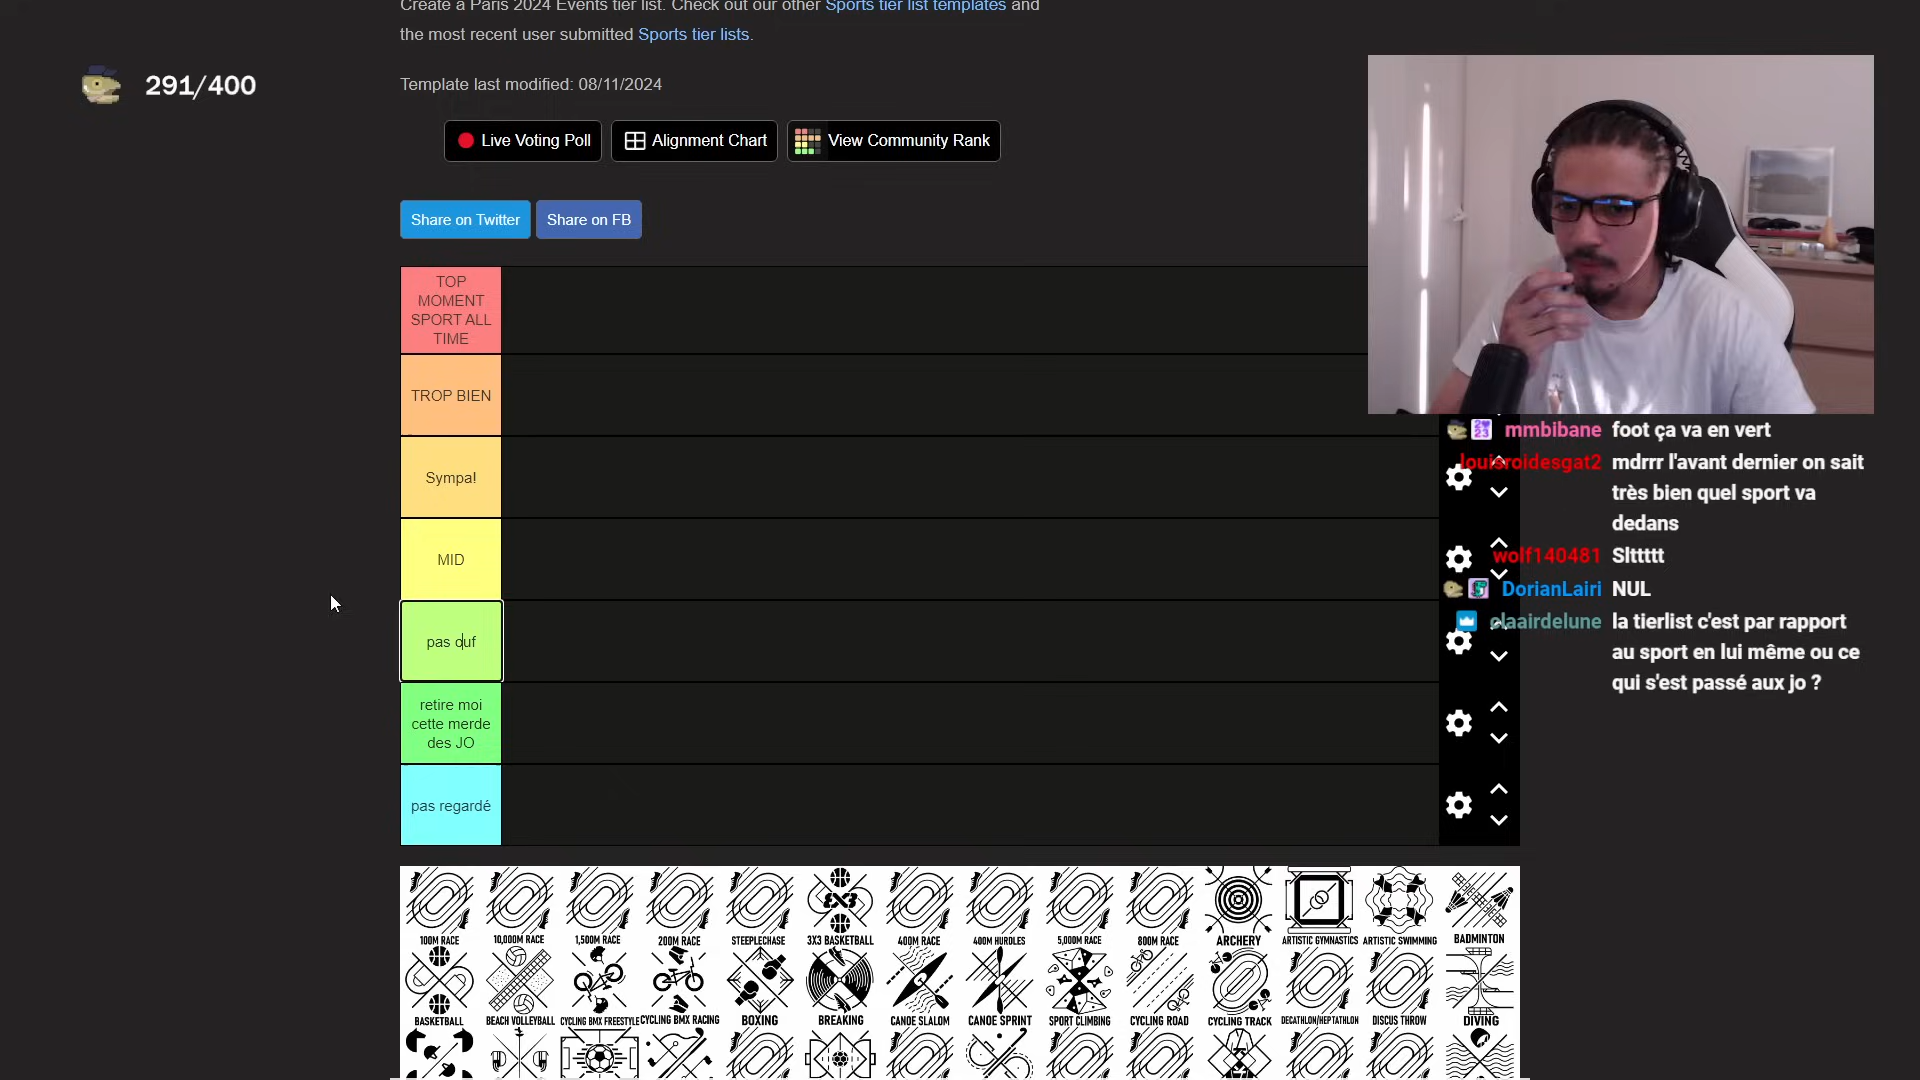 Create a Paris 2024 Events tier list. Check out our other Sports tier list templates and
the most recent user submitted Sports tier lists.
291/400
Template last modified: 08/11/2024
Live Voting Poll
Alignment Chart
View Community Rank
Share on Twitter
Share on FB
TOP
MOMENT
SPORT ALL
TIME
TROP BIEN
Sympa!
MID
pas duf
retire moi
cette merde
des JO
pas regardé
mmbibane foot ça va en vert
louisroidesgat2 mdrrr l'avant dernier on sait
très bien quel sport va
dedans
wolf140481 Slttttt
DorianLairi NUL
claairdelune la tierlist c'est par rapport
au sport en lui même ou ce
qui s'est passé aux jo ?
100M RACE
10,000M RACE
1,500M RACE
200M RACE
STEEPLECHASE
3X3 BASKETBALL
400M RACE
400M HURDLES
5,000M RACE
800M RACE
ARCHERY
ARTISTIC GYMNASTICS
ARTISTIC SWIMMING
BADMINTON
BASKETBALL
BEACH VOLLEYBALL
CYCLING BMX FREESTYLE
CYCLING BMX RACING
BOXING
BREAKING
CANOE SLALOM
CANOE SPRINT
SPORT CLIMBING
CYCLING ROAD
CYCLING TRACK
DECATHLON/HEPTATHLON
DISCUS THROW
DIVING